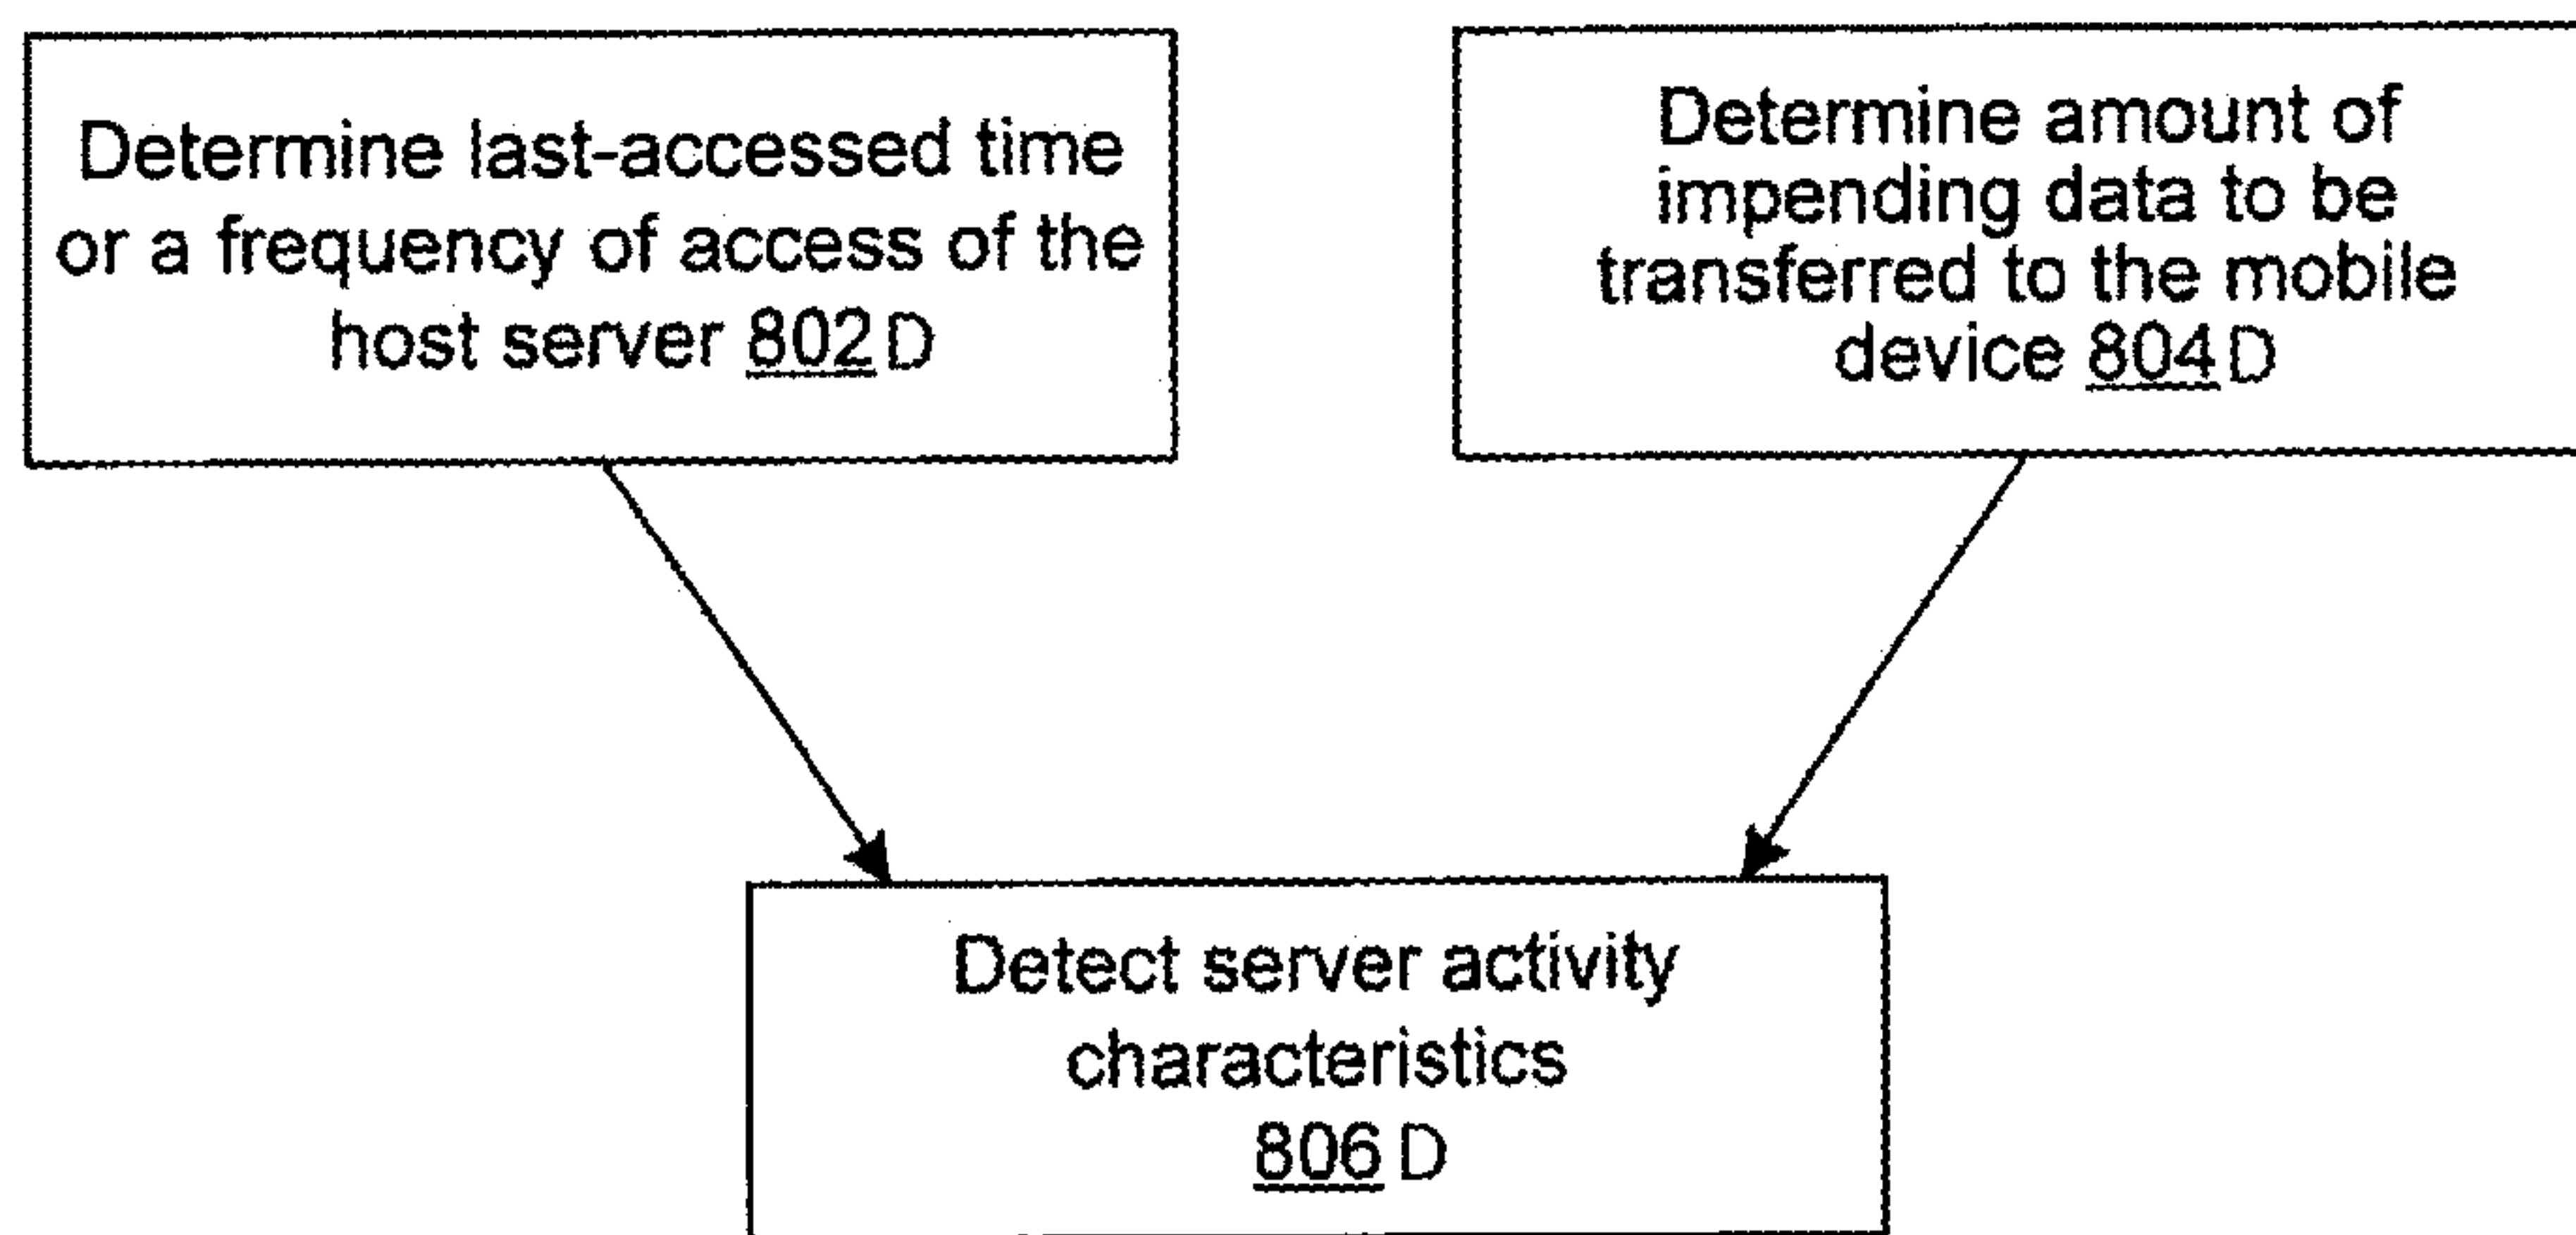 Determine last-accessed time
or a frequency of access of the
host server 802D
Determine amount of
impending data to be
transferred to the mobile
device 804D
Detect server activity
characteristics
806D